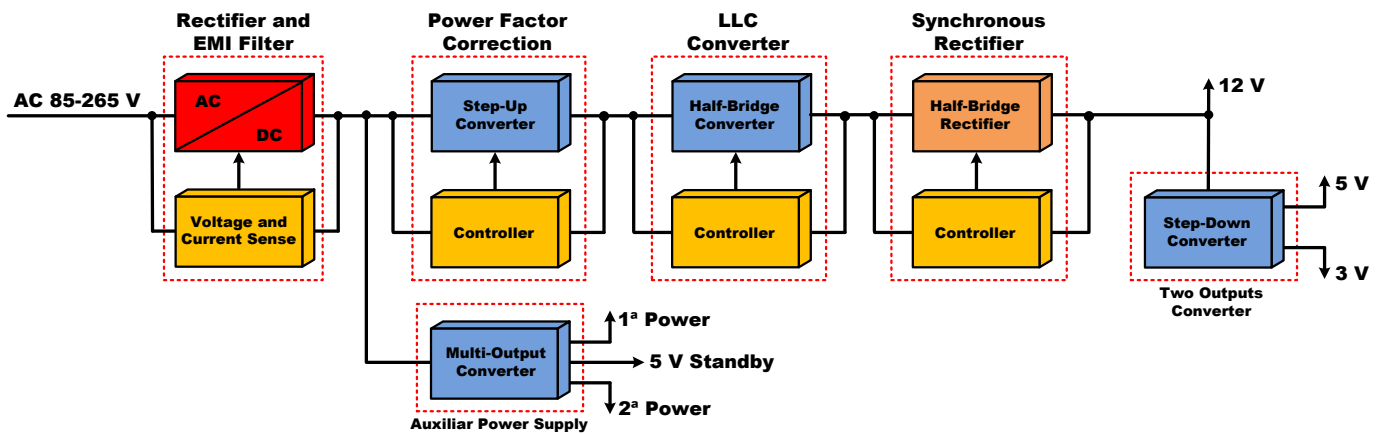 Rectifier and
EMI Filter
Power Factor
Correction
LLC
Converter
Synchronous
Rectifier
AC 85-265 V
AC
DC
Step-Up
Converter
Half-Bridge
Converter
Half-Bridge
Rectifier
12 V
Voltage and
Current Sense
Controller
Controller
Controller
5 V
Step-Down
Converter
3 V
Two Outputs
Converter
1ª Power
Multi-Output
Converter
5 V Standby
2ª Power
Auxiliar Power Supply